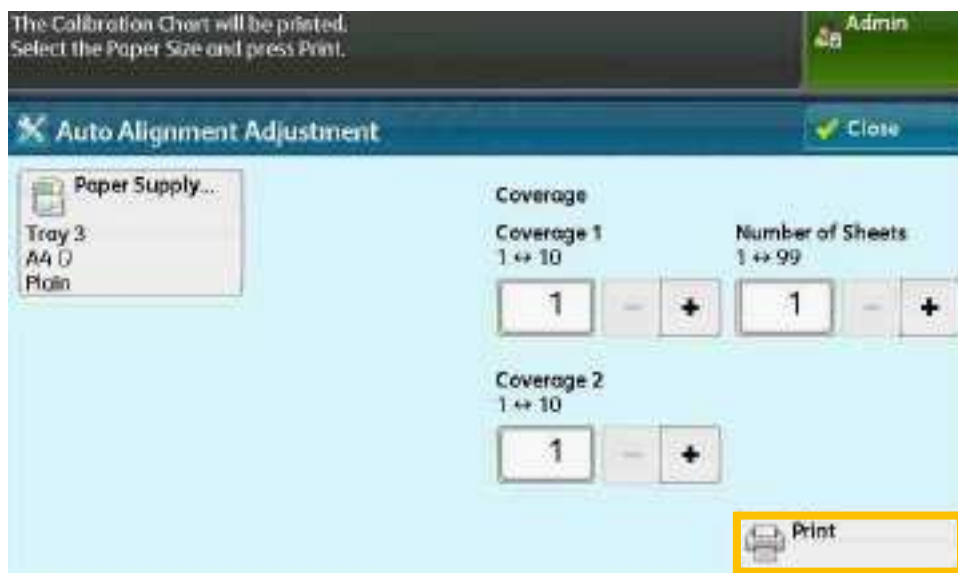 The Calibration Chart will be printed.
Select the Paper Size and press Print.
Admin
Auto Alignment Adjustment
Close
Paper Supply...
Tray 3
A4
Plain
Coverage
Coverage 1
1 ↔ 10
1 - +
Number of Sheets
1 ↔ 99
1 - +
Coverage 2
1 ↔ 10
1 - +
Print